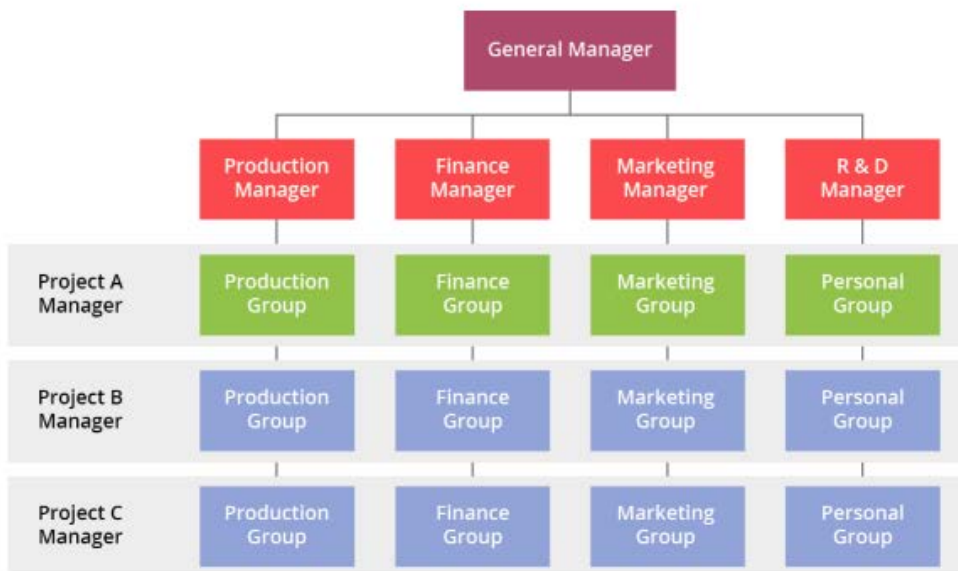 General Manager
Production
Manager
Finance
Manager
Marketing
Manager
R & D
Manager
Project A
Manager
Production
Group
Finance
Group
Marketing
Group
Personal
Group
Project B
Manager
Production
Group
Finance
Group
Marketing
Group
Personal
Group
Project C
Manager
Production
Group
Finance
Group
Marketing
Group
Personal
Group